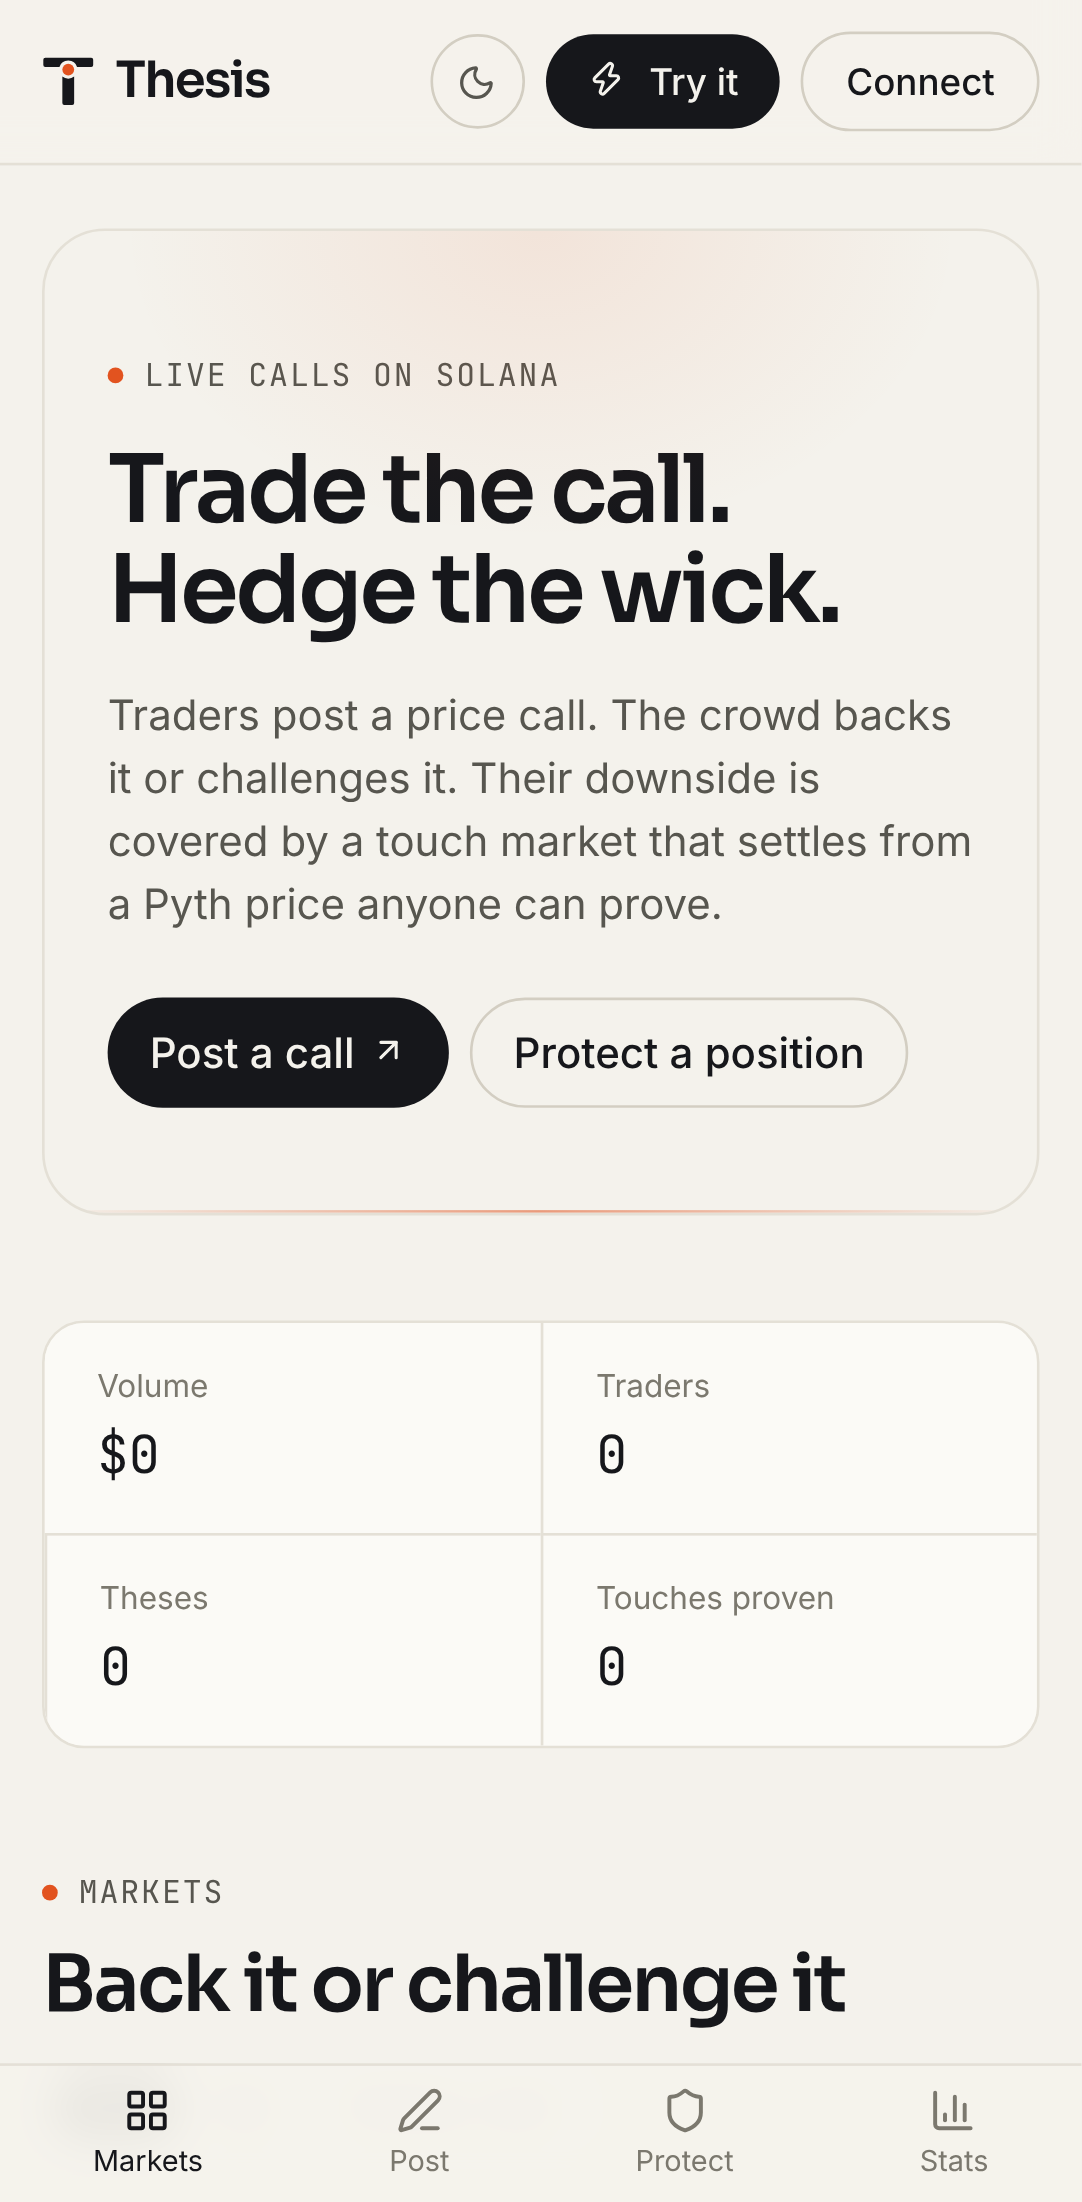 Thesis
Try it
Connect
LIVE CALLS ON SOLANA
Trade the call.
Hedge the wick.
Traders post a price call. The crowd backs
it or challenges it. Their downside is
covered by a touch market that settles from
a Pyth price anyone can prove.
Post a call
Protect a position
Volume
$0
Traders
0
Theses
0
Touches proven
0
MARKETS
Back it or challenge it
Markets
Post
Protect
Stats